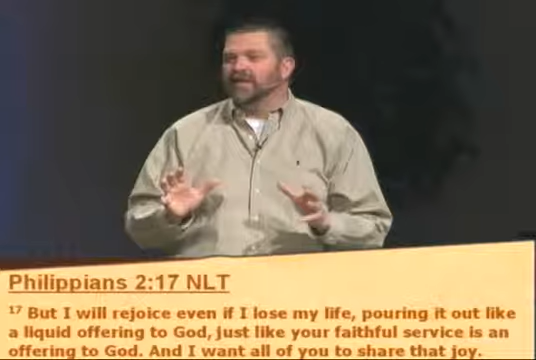 Philippians 2:17 NLT
17 But I will rejoice even if I lose my life, pouring it out like
a liquid offering to God, just like your faithful service is an
offering to God. And I want all of you to share that joy.